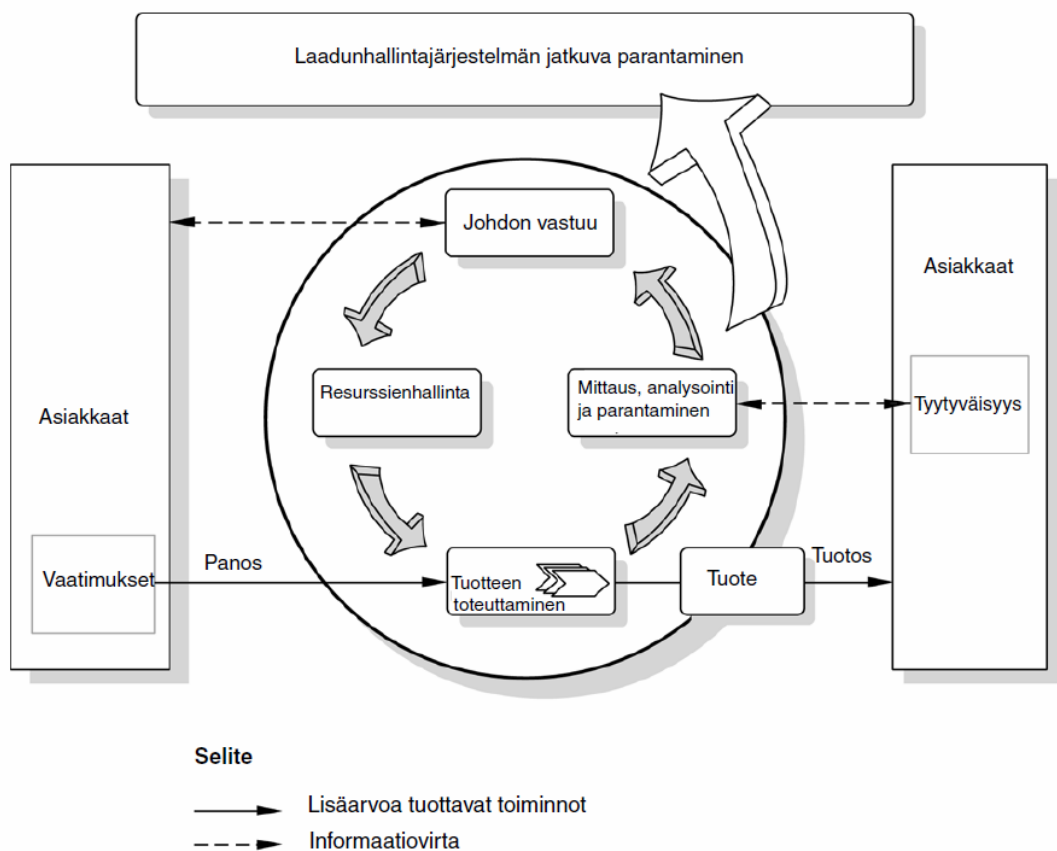 Laadunhallintajärjestelmän jatkuva parantaminen
Johdon vastuu
Asiakkaat
Resurssienhallinta
Mittaus, analysointi
ja parantaminen
Tyytyväisyys
Asiakkaat
Vaatimukset
Panos
Tuotteen
toteuttaminen
Tuote
Tuotos
Selite
Lisäarvoa tuottavat toiminnot
Informaatiovirta